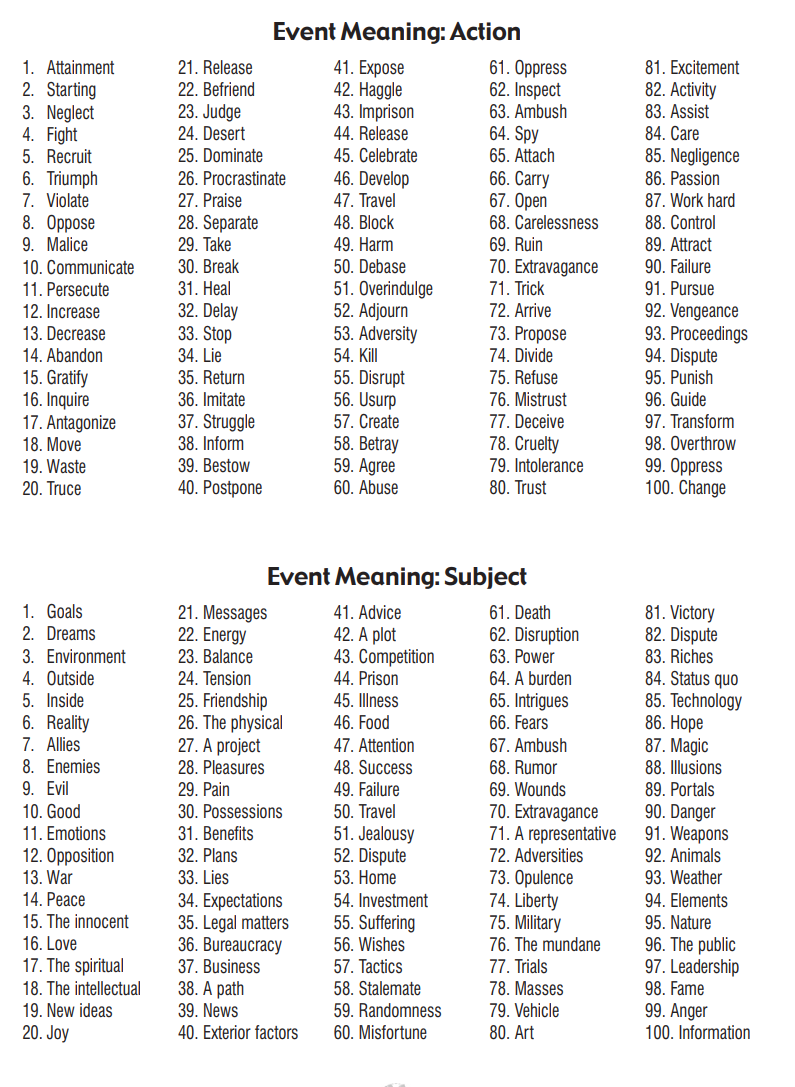 Event Meaning: Action
1. Attainment
2. Starting
3. Neglect
4. Fight
5. Recruit
6. Triumph
7. Violate
8. Oppose
9. Malice
10. Communicate
11. Persecute
12. Increase
13. Decrease
14. Abandon
15. Gratify
16. Inquire
17. Antagonize
18. Move
19. Waste
20. Truce
21. Release
22. Befriend
23. Judge
24. Desert
25. Dominate
26. Procrastinate
27. Praise
28. Separate
29. Take
30. Break
31. Heal
32. Delay
33. Stop
34. Lie
35. Return
36. Imitate
37. Struggle
38. Inform
39. Bestow
40. Postpone
41. Expose
42. Haggle
43. Imprison
44. Release
45. Celebrate
46. Develop
47. Travel
48. Block
49. Harm
50. Debase
51. Overindulge
52. Adjourn
53. Adversity
54. Kill
55. Disrupt
56. Usurp
57. Create
58. Betray
59. Agree
60. Abuse
61. Oppress
62. Inspect
63. Ambush
64. Spy
65. Attach
66. Carry
67. Open
68. Carelessness
69. Ruin
70. Extravagance
71. Trick
72. Arrive
73. Propose
74. Divide
75. Refuse
76. Mistrust
77. Deceive
78. Cruelty
79. Intolerance
80. Trust
81. Excitement
82. Activity
83. Assist
84. Care
85. Negligence
86. Passion
87. Work hard
88. Control
89. Attract
90. Failure
91. Pursue
92. Vengeance
93. Proceedings
94. Dispute
95. Punish
96. Guide
97. Transform
98. Overthrow
99. Oppress
100. Change
Event Meaning: Subject
1. Goals
2. Dreams
3. Environment
4. Outside
5. Inside
6. Reality
7. Allies
8. Enemies
9. Evil
10. Good
11. Emotions
12. Opposition
13. War
14. Peace
15. The innocent
16. Love
17. The spiritual
18. The intellectual
19. New ideas
20. Joy
21. Messages
22. Energy
23. Balance
24. Tension
25. Friendship
26. The physical
27. A project
28. Pleasures
29. Pain
30. Possessions
31. Benefits
32. Plans
33. Lies
34. Expectations
35. Legal matters
36. Bureaucracy
37. Business
38. A path
39. News
40. Exterior factors
41. Advice
42. A plot
43. Competition
44. Prison
45. Illness
46. Food
47. Attention
48. Success
49. Failure
50. Travel
51. Jealousy
52. Dispute
53. Home
54. Investment
55. Suffering
56. Wishes
57. Tactics
58. Stalemate
59. Randomness
60. Misfortune
61. Death
62. Disruption
63. Power
64. A burden
65. Intrigues
66. Fears
67. Ambush
68. Rumor
69. Wounds
70. Extravagance
71. A representative
72. Adversities
73. Opulence
74. Liberty
75. Military
76. The mundane
77. Trials
78. Masses
79. Vehicle
80. Art
81. Victory
82. Dispute
83. Riches
84. Status quo
85. Technology
86. Hope
87. Magic
88. Illusions
89. Portals
90. Danger
91. Weapons
92. Animals
93. Weather
94. Elements
95. Nature
96. The public
97. Leadership
98. Fame
99. Anger
100. Information